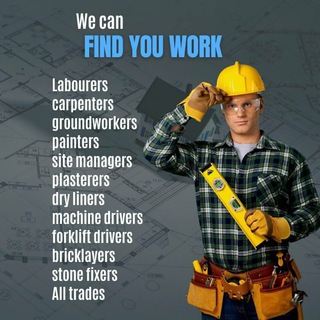 We can
FIND YOU WORK
Labourers
carpenters
groundworkers
painters
site managers
plasterers
dry liners
machine drivers
forklift drivers
bricklayers
stone fixers
All trades